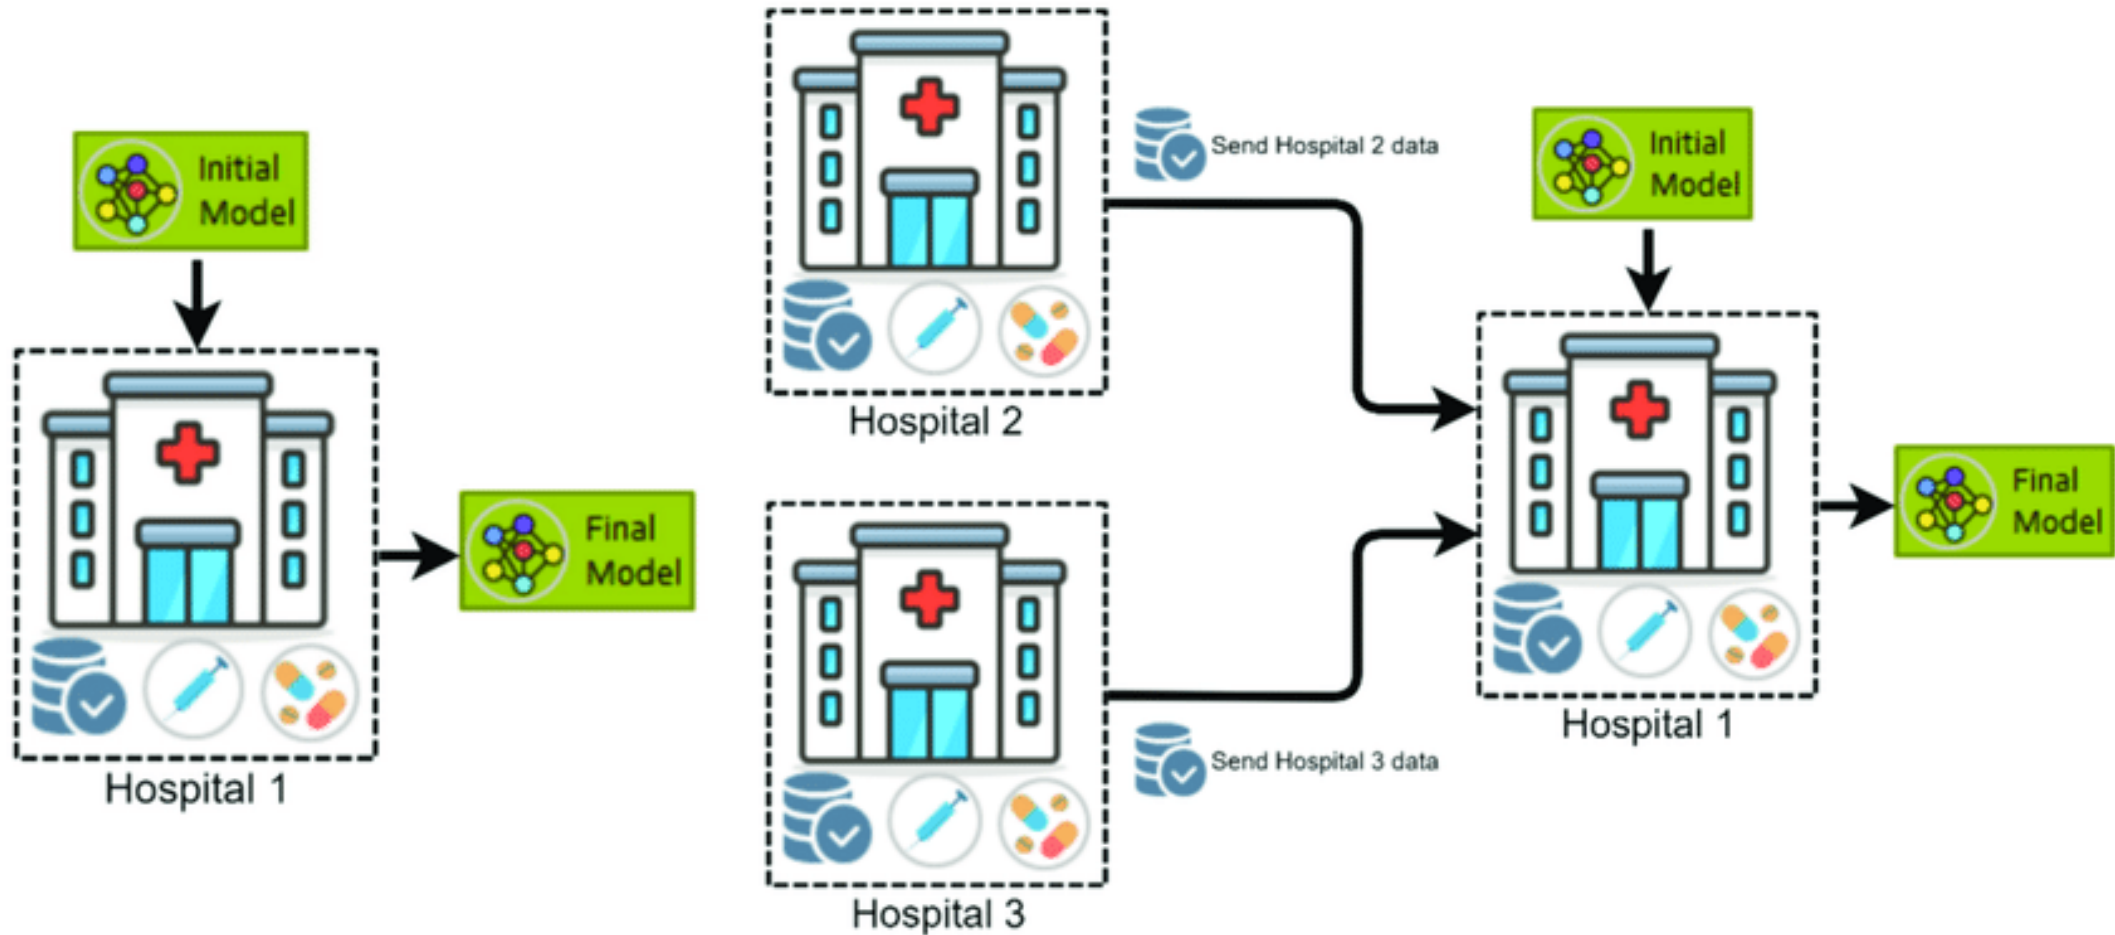 Initial
Model
Final
Model
Hospital 1
Hospital 2
Send Hospital 2 data
Hospital 3
Send Hospital 3 data
Initial
Model
Hospital 1
Final
Model